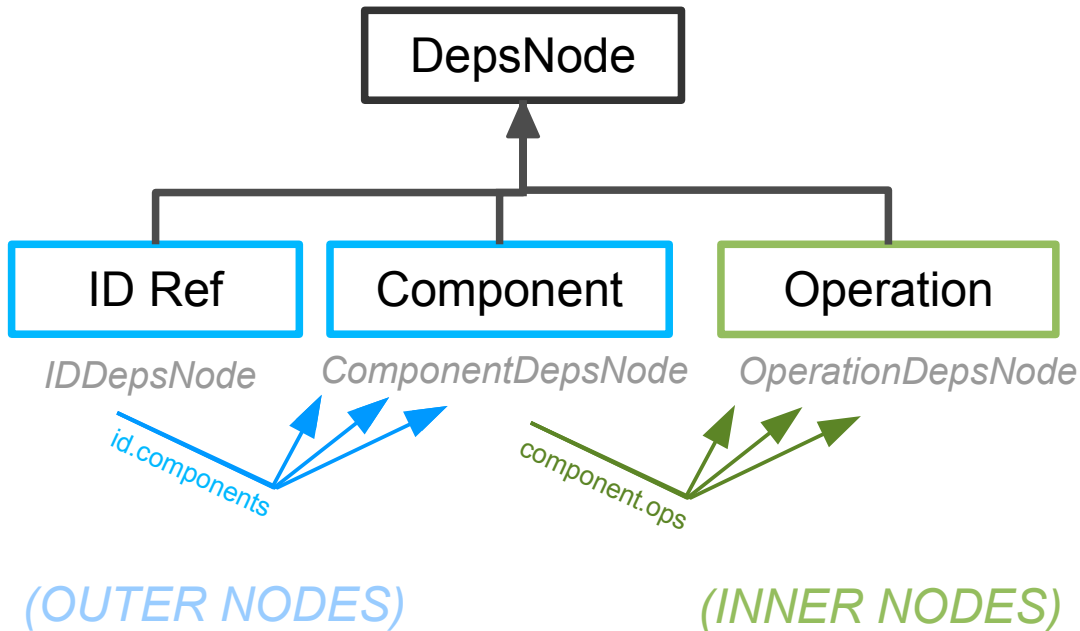 DepsNode
ID Ref
Component
Operation
IDDepsNode
ComponentDepsNode
OperationDepsNode
id.components
component.ops
(OUTER NODES)
(INNER NODES)